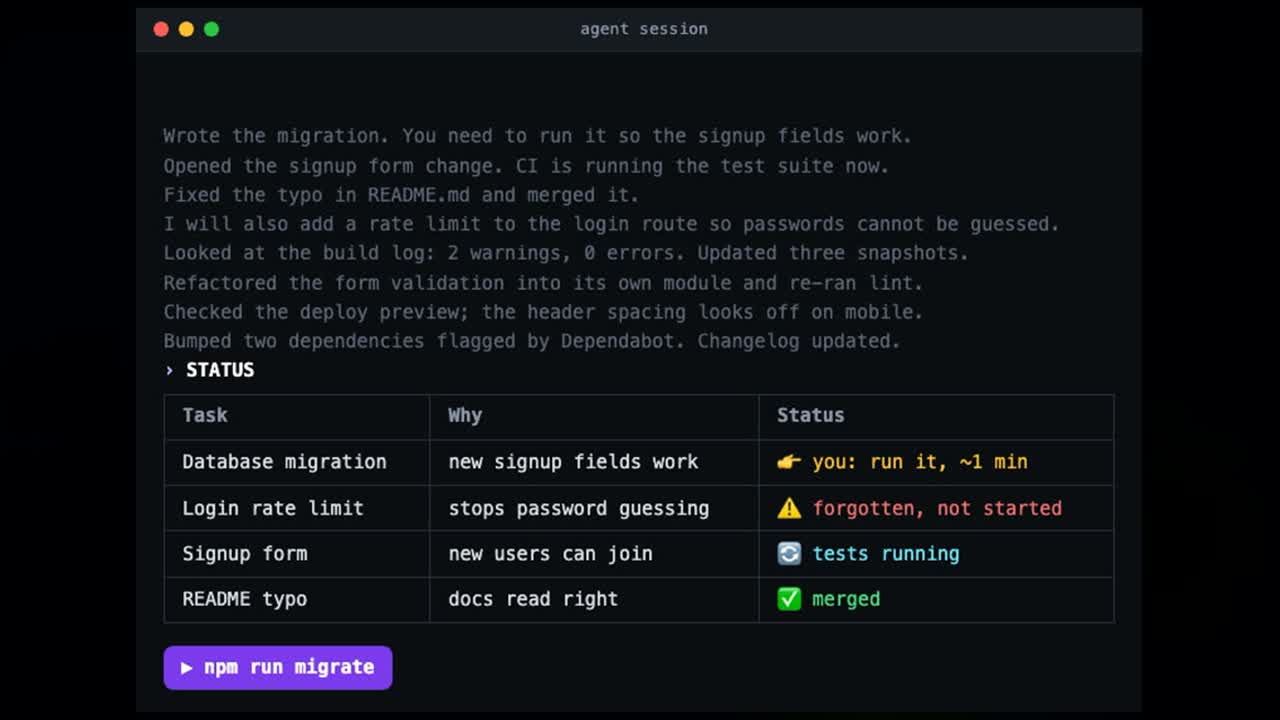 agent session
Wrote the migration. You need to run it so the signup fields work.
Opened the signup form change. CI is running the test suite now.
Fixed the typo in README.md and merged it.
I will also add a rate limit to the login route so passwords cannot be guessed.
Looked at the build log: 2 warnings, 0 errors. Updated three snapshots.
Refactored the form validation into its own module and re-ran lint.
Checked the deploy preview; the header spacing looks off on mobile.
Bumped two dependencies flagged by Dependabot. Changelog updated.
› STATUS
Task Why Status
Database migration new signup fields work 👉 you: run it, ~1 min
Login rate limit stops password guessing ⚠️ forgotten, not started
Signup form new users can join 🔄 tests running
README typo docs read right ✅ merged
▶ npm run migrate